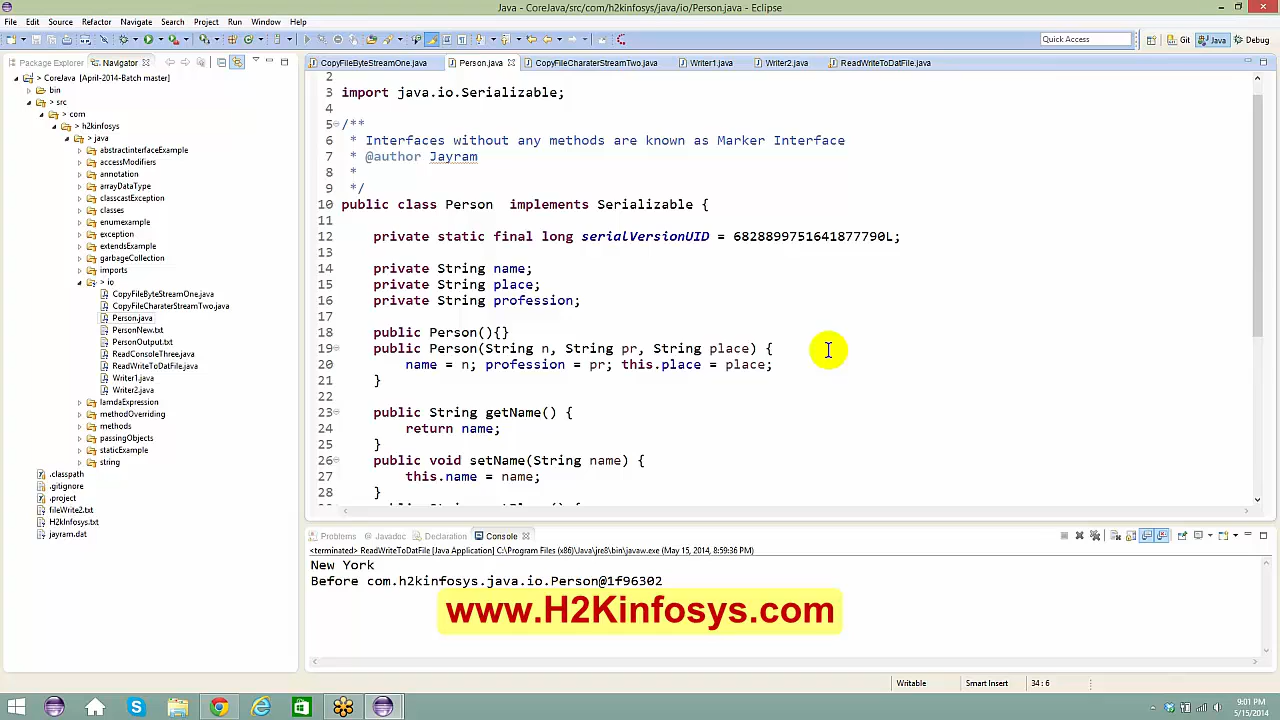 Java - CoreJava/src/com/h2kinfosys/java/io/Person.java - Eclipse
File Edit Source Refactor Navigate Search Project Run Window Help
Quick Access
Git
Java
Debug
Package Explorer
Navigator
> CoreJava [April-2014-Batch master]
bin
> src
> com
> h2kinfosys
> java
abstractinterfaceExample
accessModifiers
annotation
arrayDataType
classcastException
classes
enumexample
exception
extendsExample
garbageCollection
imports
> io
CopyFileByteStreamOne.java
CopyFileCharaterStreamTwo.java
Person.java
PersonNew.txt
PersonOutput.txt
ReadConsoleThree.java
ReadWriteToDatFile.java
Writer1.java
Writer2.java
lamdaExpression
methodOverriding
methods
passingObjects
staticExample
string
.classpath
.gitignore
.project
fileWrite2.txt
H2kInfosys.txt
jayram.dat
CopyFileByteStreamOne.java
Person.java
CopyFileCharaterStreamTwo.java
Writer1.java
Writer2.java
ReadWriteToDatFile.java
2
3 import java.io.Serializable;
4
5 /**
6 * Interfaces without any methods are known as Marker Interface
7 * @author Jayram
8 *
9 */
10 public class Person  implements Serializable {
11
12 private static final long serialVersionUID = 6828899751641877790L;
13
14 private String name;
15 private String place;
16 private String profession;
17
18 public Person(){}
19 public Person(String n, String pr, String place) {
20 name = n; profession = pr; this.place = place;
21 }
22
23 public String getName() {
24 return name;
25 }
26 public void setName(String name) {
27 this.name = name;
28 }
Problems @ Javadoc Declaration Console
<terminated> ReadWriteToDatFile [Java Application] C:\Program Files (x86)\Java\jre8\bin\javaw.exe (May 15, 2014, 8:59:36 PM)
New York
Before com.h2kinfosys.java.io.Person@1f96302
www.H2Kinfosys.com
Writable
Smart Insert
34 : 6
9:01 PM
5/15/2014